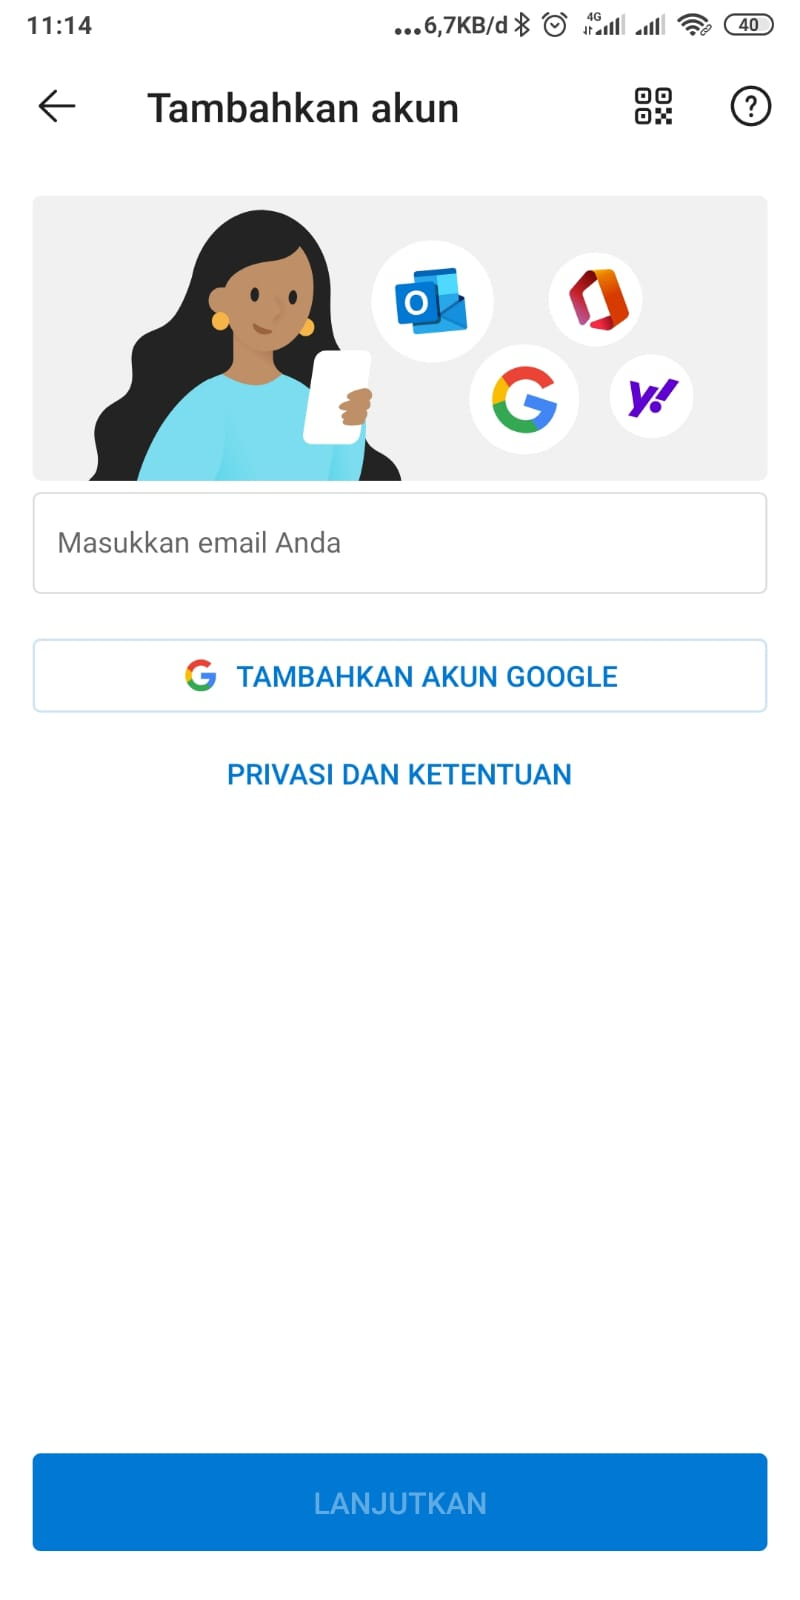 11:14
...6,7KB/d 4G 40
Tambahkan akun
Masukkan email Anda
TAMBAHKAN AKUN GOOGLE
PRIVASI DAN KETENTUAN
LANJUTKAN